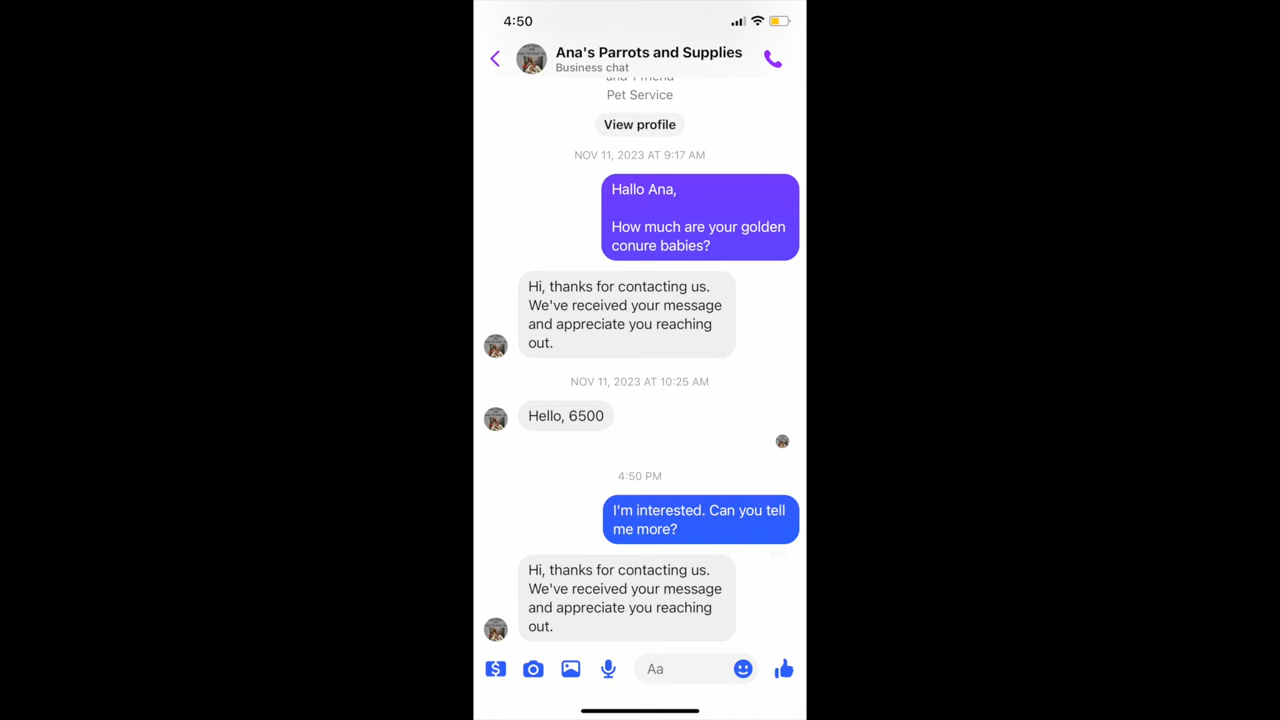 4:50
Ana's Parrots and Supplies
Business chat
Pet Service
View profile
NOV 11, 2023 AT 9:17 AM
Hallo Ana,
How much are your golden
conure babies?
Hi, thanks for contacting us.
We've received your message
and appreciate you reaching
out.
NOV 11, 2023 AT 10:25 AM
Hello, 6500
4:50 PM
I'm interested. Can you tell
me more?
Hi, thanks for contacting us.
We've received your message
and appreciate you reaching
out.
Aa